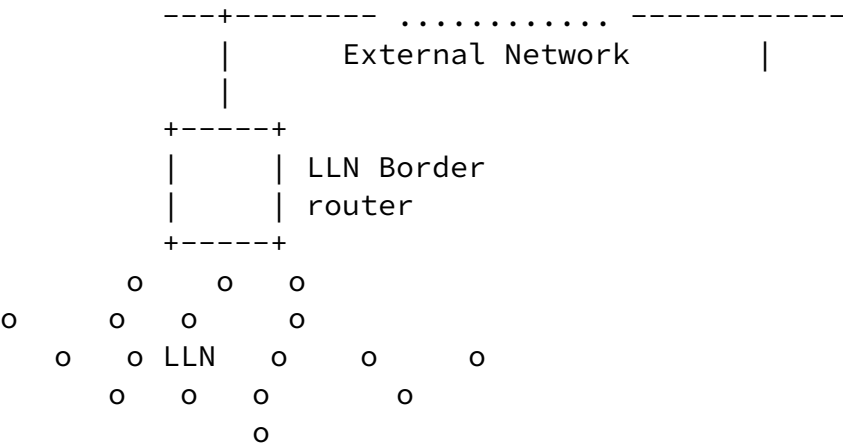 ---+-------- ............ ------------
|      External Network       |
|
+-----+
|     | LLN Border
|     | router
+-----+
o     o    o
o     o    o     o
o    o LLN    o     o      o
o    o    o       o
o